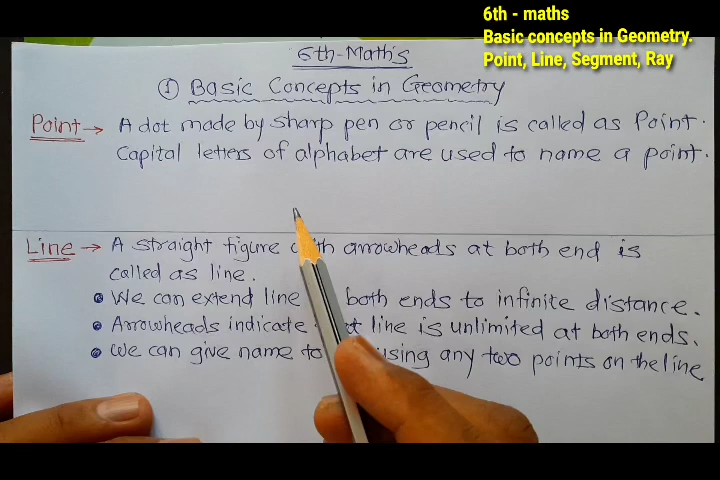 6th - maths
Basic concepts in Geometry.
Point, Line, Segment, Ray
6th-Math's
① Basic Concepts in Geometry
Point → A dot made by sharp pen or pencil is called as Point.
Capital letters of alphabet are used to name a point.
Line → A straight figure with arrowheads at both end is
called as line.
We can extend line both ends to infinite distance.
Arrowheads indicate line is unlimited at both ends.
We can give name to using any two points on the line